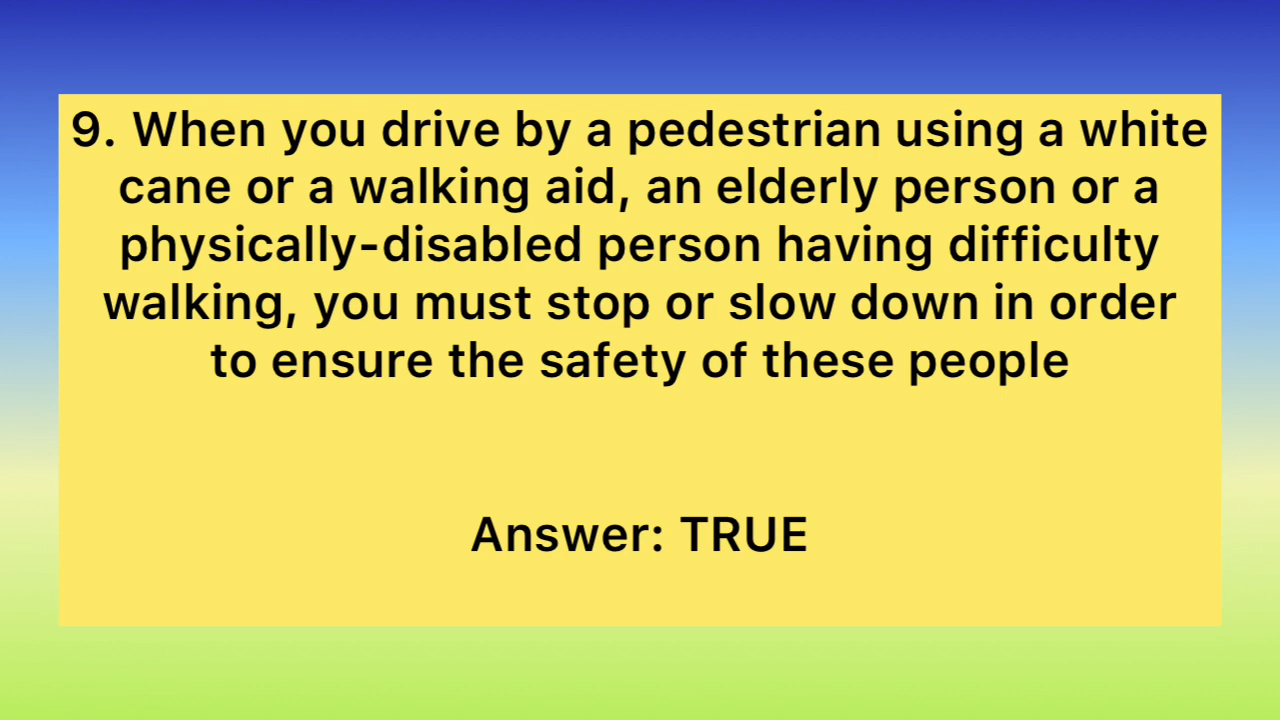 9. When you drive by a pedestrian using a white
cane or a walking aid, an elderly person or a
physically-disabled person having difficulty
walking, you must stop or slow down in order
to ensure the safety of these people
Answer: TRUE